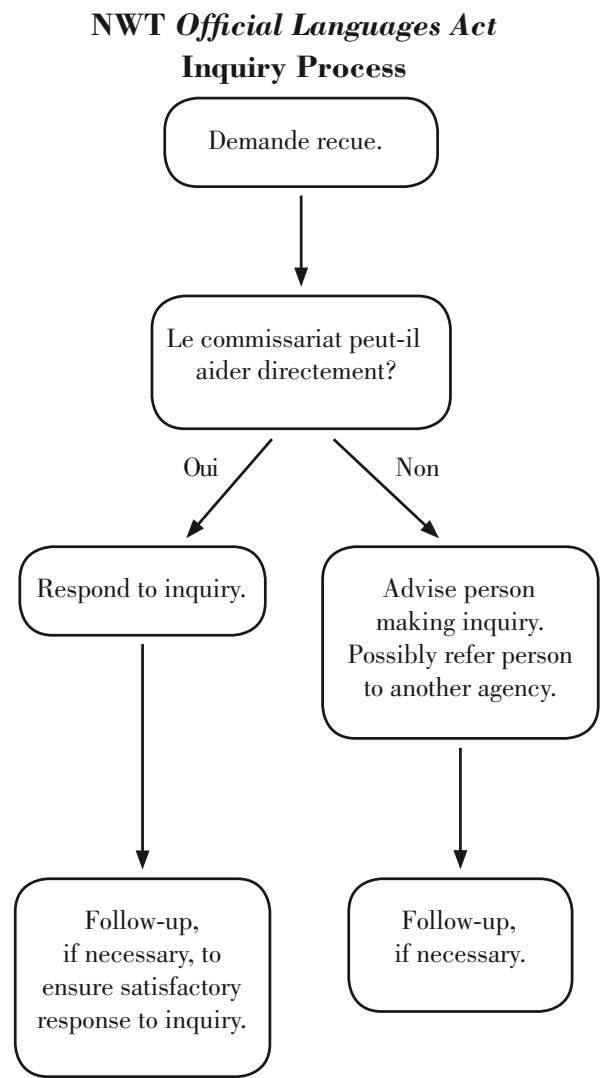 NWT Official Languages Act
Inquiry Process
Demande recue.
Le commissariat peut-il
aider directement?
Oui
Non
Respond to inquiry.
Advise person
making inquiry.
Possibly refer person
to another agency.
Follow-up,
if necessary, to
ensure satisfactory
response to inquiry.
Follow-up,
if necessary.